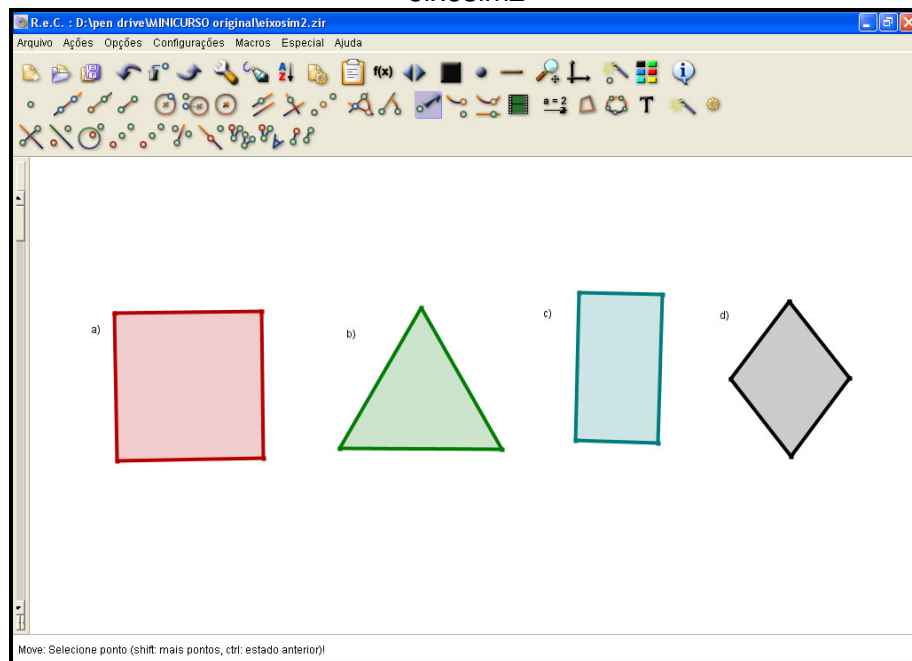 R.e.C. : D:\pen drive\MINICURSO original\eixosim2.zir
Arquivo Ações Opções Configurações Macros Especial Ajuda
f(x)
a=2
T
a)
b)
c)
d)
Move: Selecione ponto (shift: mais pontos, ctrl: estado anterior)!